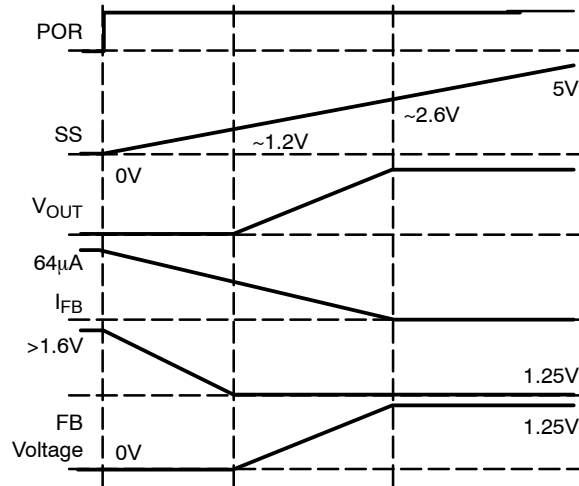 POR
5V
~2.6V
SS
~1.2V
0V
VOUT
64µA
IFB
>1.6V
1.25V
FB
1.25V
Voltage
0V